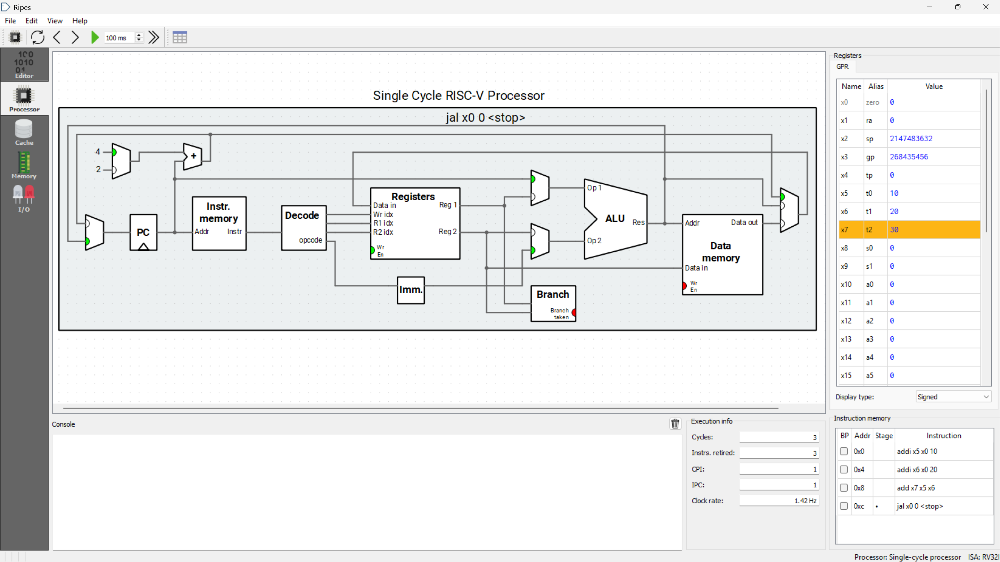 Ripes
File Edit View Help
100 ms
Editor
Processor
Cache
Memory
I/O
Single Cycle RISC-V Processor
jal x0 0 <stop>
4
2
+
PC
Instr.
memory
Addr Instr
Decode
opcode
Registers
Data in Reg 1
Wr idx
R1 idx
R2 idx Reg 2
Wr
En
Imm.
Op 1
ALU
Res
Op 2
Branch
Branch
taken
Addr Data out
Data
memory
Data in
Wr
En
Registers
GPR
Name Alias Value
x0 zero 0
x1 ra 0
x2 sp 2147483632
x3 gp 268435456
x4 tp 0
x5 t0 10
x6 t1 20
x7 t2 30
x8 s0 0
x9 s1 0
x10 a0 0
x11 a1 0
x12 a2 0
x13 a3 0
x14 a4 0
x15 a5 0
Display type: Signed
Console
Execution info
Cycles: 3
Instrs. retired: 3
CPI: 1
IPC: 1
Clock rate: 1.42 Hz
Instruction memory
BP Addr Stage Instruction
0x0 addi x5 x0 10
0x4 addi x6 x0 20
0x8 add x7 x5 x6
0xc • jal x0 0 <stop>
Processor: Single-cycle processor ISA: RV32I